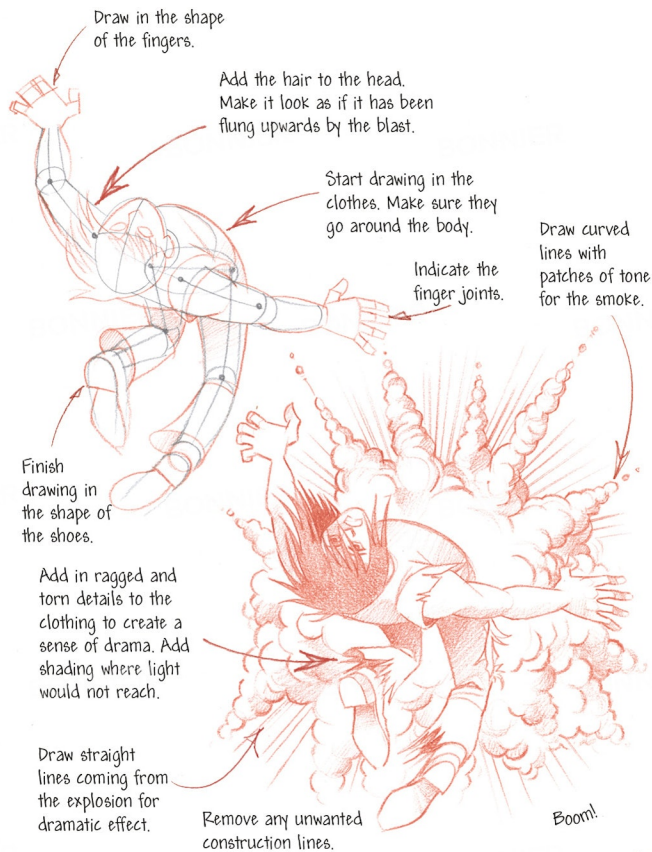 Draw in the shape
of the fingers.
Add the hair to the head.
Make it look as if it has been
flung upwards by the blast.
Start drawing in the
clothes. Make sure they
go around the body.
Indicate the
finger joints.
Draw curved
lines with
patches of tone
for the smoke.
Finish
drawing in
the shape of
the shoes.
Add in ragged and
torn details to the
clothing to create a
sense of drama. Add
shading where light
would not reach.
Draw straight
lines coming from
the explosion for
dramatic effect.
Remove any unwanted
construction lines.
Boom!